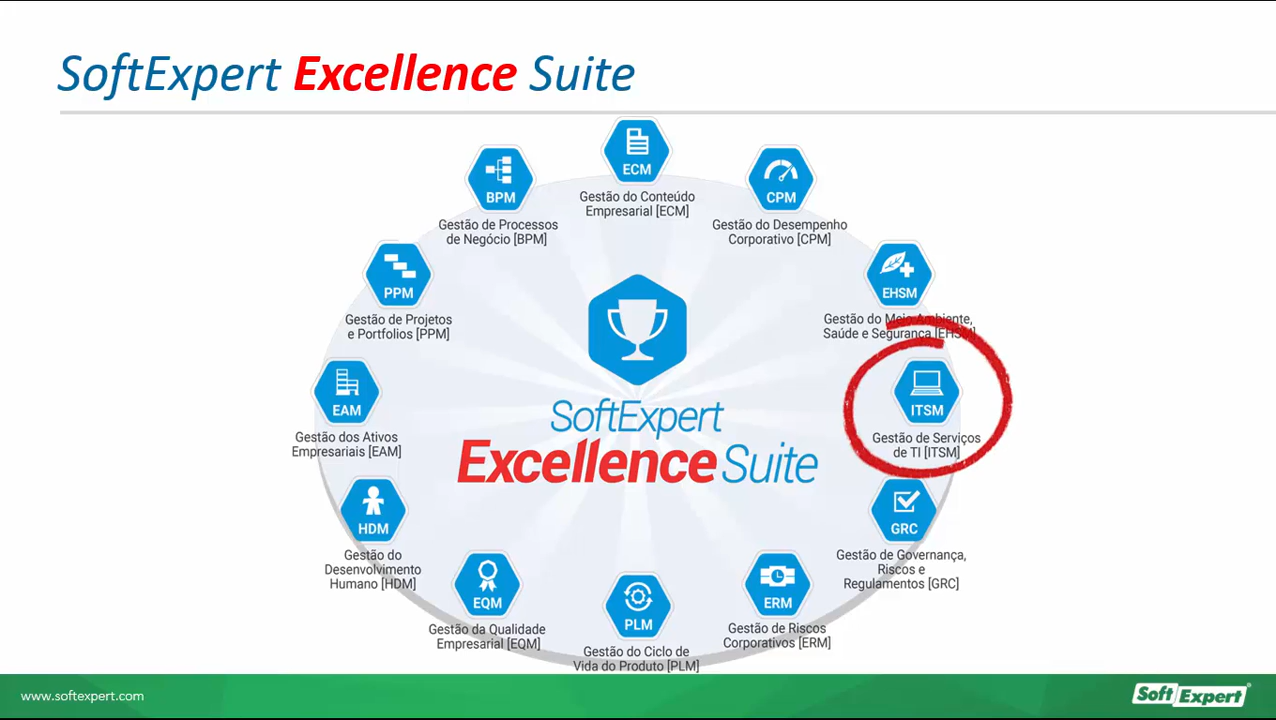 SoftExpert Excellence Suite
ECM
Gestão do Conteúdo
Empresarial [ECM]
CPM
Gestão do Desempenho
Corporativo [CPM]
EHSM
Gestão do Meio Ambiente,
Saúde e Segurança [EHSM]
ITSM
Gestão de Serviços
de TI [ITSM]
GRC
Gestão de Governança,
Riscos e
Regulamentos [GRC]
ERM
Gestão de Riscos
Corporativos [ERM]
PLM
Gestão do Ciclo de
Vida do Produto [PLM]
EQM
Gestão da Qualidade
Empresarial [EQM]
HDM
Gestão do
Desenvolvimento
Humano [HDM]
EAM
Gestão dos Ativos
Empresariais [EAM]
PPM
Gestão de Projetos
e Portfolios [PPM]
BPM
Gestão de Processos
de Negócio [BPM]
SoftExpert
Excellence Suite
www.softexpert.com
SoftExpert